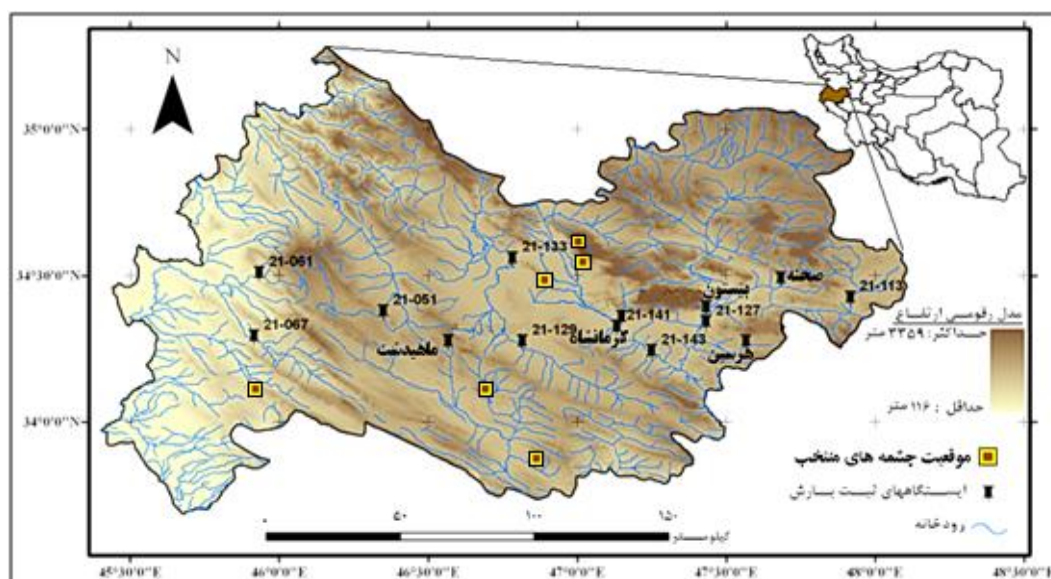 N
35°0'0"N
34°30'0"N
34°0'0"N
21-061
21-133
صحنه
21-113
بیستون
21-051
21-141
21-127
21-067
21-129
کرمانشاه
ماهیدشت
21-143
هرسین
مدل رقومی ارتفاع
حداکثر: ۳۳۵۹ متر
حداقل : ۱۱۶ متر
موقعیت چشمه های منتخب
ایستگاههای ثبت بارش
رودخانه
۰ ۵۰ ۱۰۰ ۱۵۰
کیلومتر
45°30'0"E 46°0'0"E 46°30'0"E 47°0'0"E 47°30'0"E 48°0'0"E 48°30'0"E